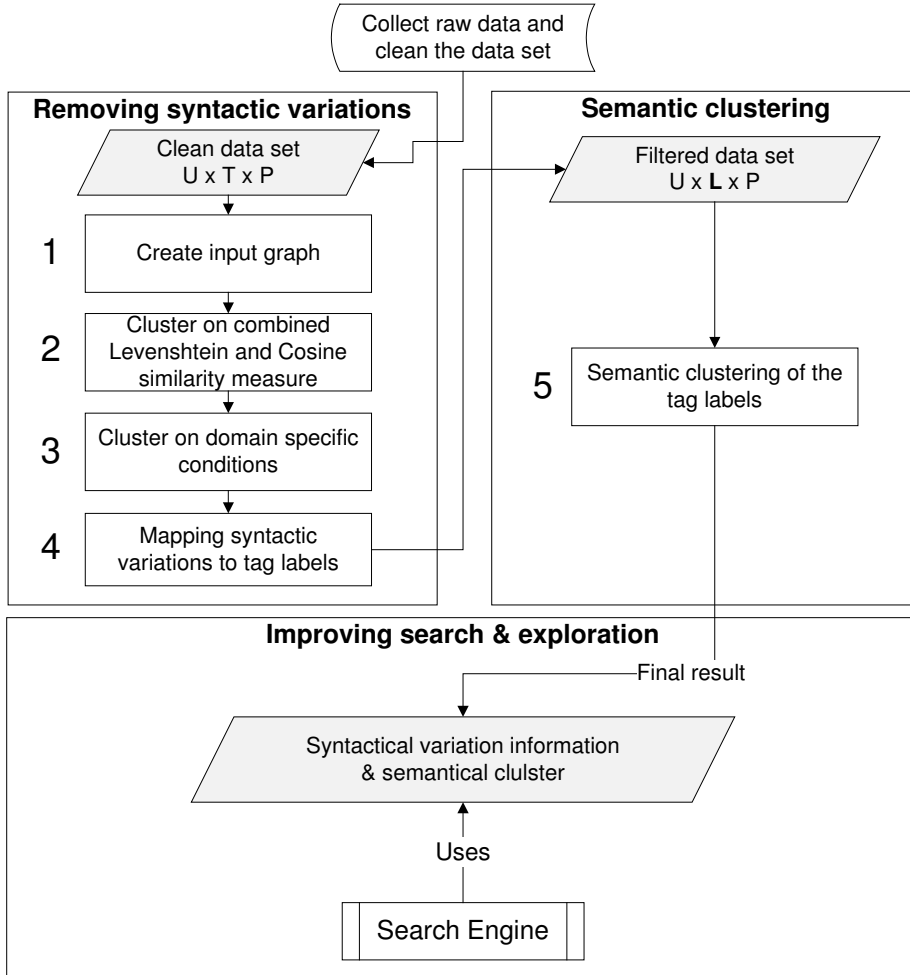 Collect raw data and
clean the data set
Removing syntactic variations
Clean data set
U x T x P
1
Create input graph
2
Cluster on combined
Levenshtein and Cosine
similarity measure
3
Cluster on domain specific
conditions
4
Mapping syntactic
variations to tag labels
Semantic clustering
Filtered data set
U x L x P
5
Semantic clustering of the
tag labels
Improving search & exploration
Final result
Syntactical variation information
& semantical clulster
Uses
Search Engine